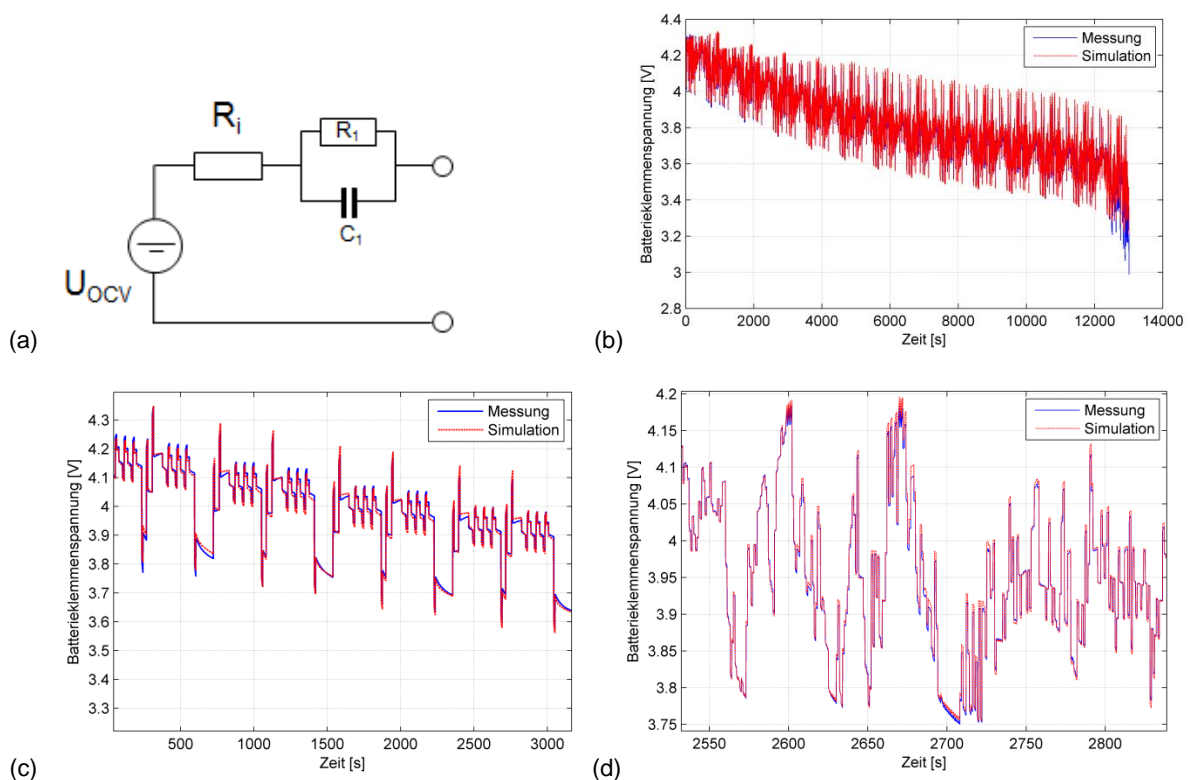 Rᵢ
R₁
C₁
U_OCV
(a)
4.4
4.2
4
3.8
3.6
3.4
3.2
3
2.8
Batterieklemmenspannung [V]
Messung
Simulation
0 2000 4000 6000 8000 10000 12000 14000
Zeit [s]
(b)
4.3
4.2
4.1
4
3.9
3.8
3.7
3.6
3.5
3.4
3.3
Batterieklemmenspannung [V]
Messung
Simulation
500 1000 1500 2000 2500 3000
Zeit [s]
(c)
4.2
4.15
4.1
4.05
4
3.95
3.9
3.85
3.8
3.75
Batterieklemmenspannung [V]
Messung
Simulation
2550 2600 2650 2700 2750 2800
Zeit [s]
(d)